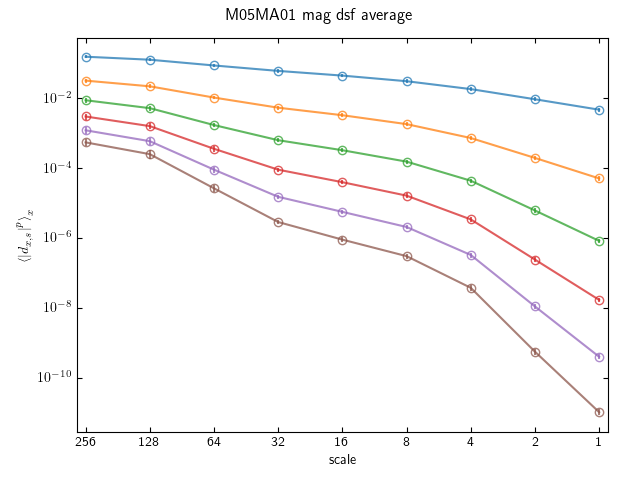 M05MA01 mag dsf average
10⁻²
10⁻⁴
10⁻⁶
10⁻⁸
10⁻¹⁰
⟨|d_{x,s}|^p⟩_x
256 128 64 32 16 8 4 2 1
scale